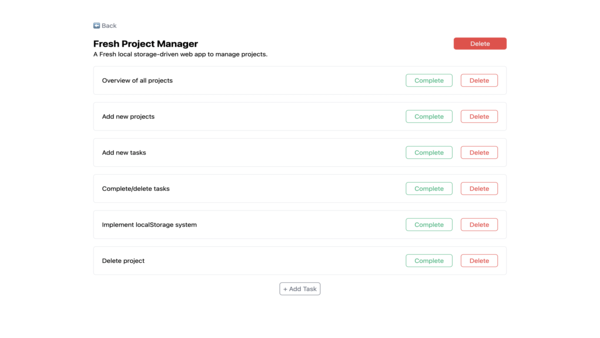 ⬅️ Back
Fresh Project Manager
Delete
A Fresh local storage-driven web app to manage projects.
Overview of all projects Complete Delete
Add new projects Complete Delete
Add new tasks Complete Delete
Complete/delete tasks Complete Delete
Implement localStorage system Complete Delete
Delete project Complete Delete
+ Add Task